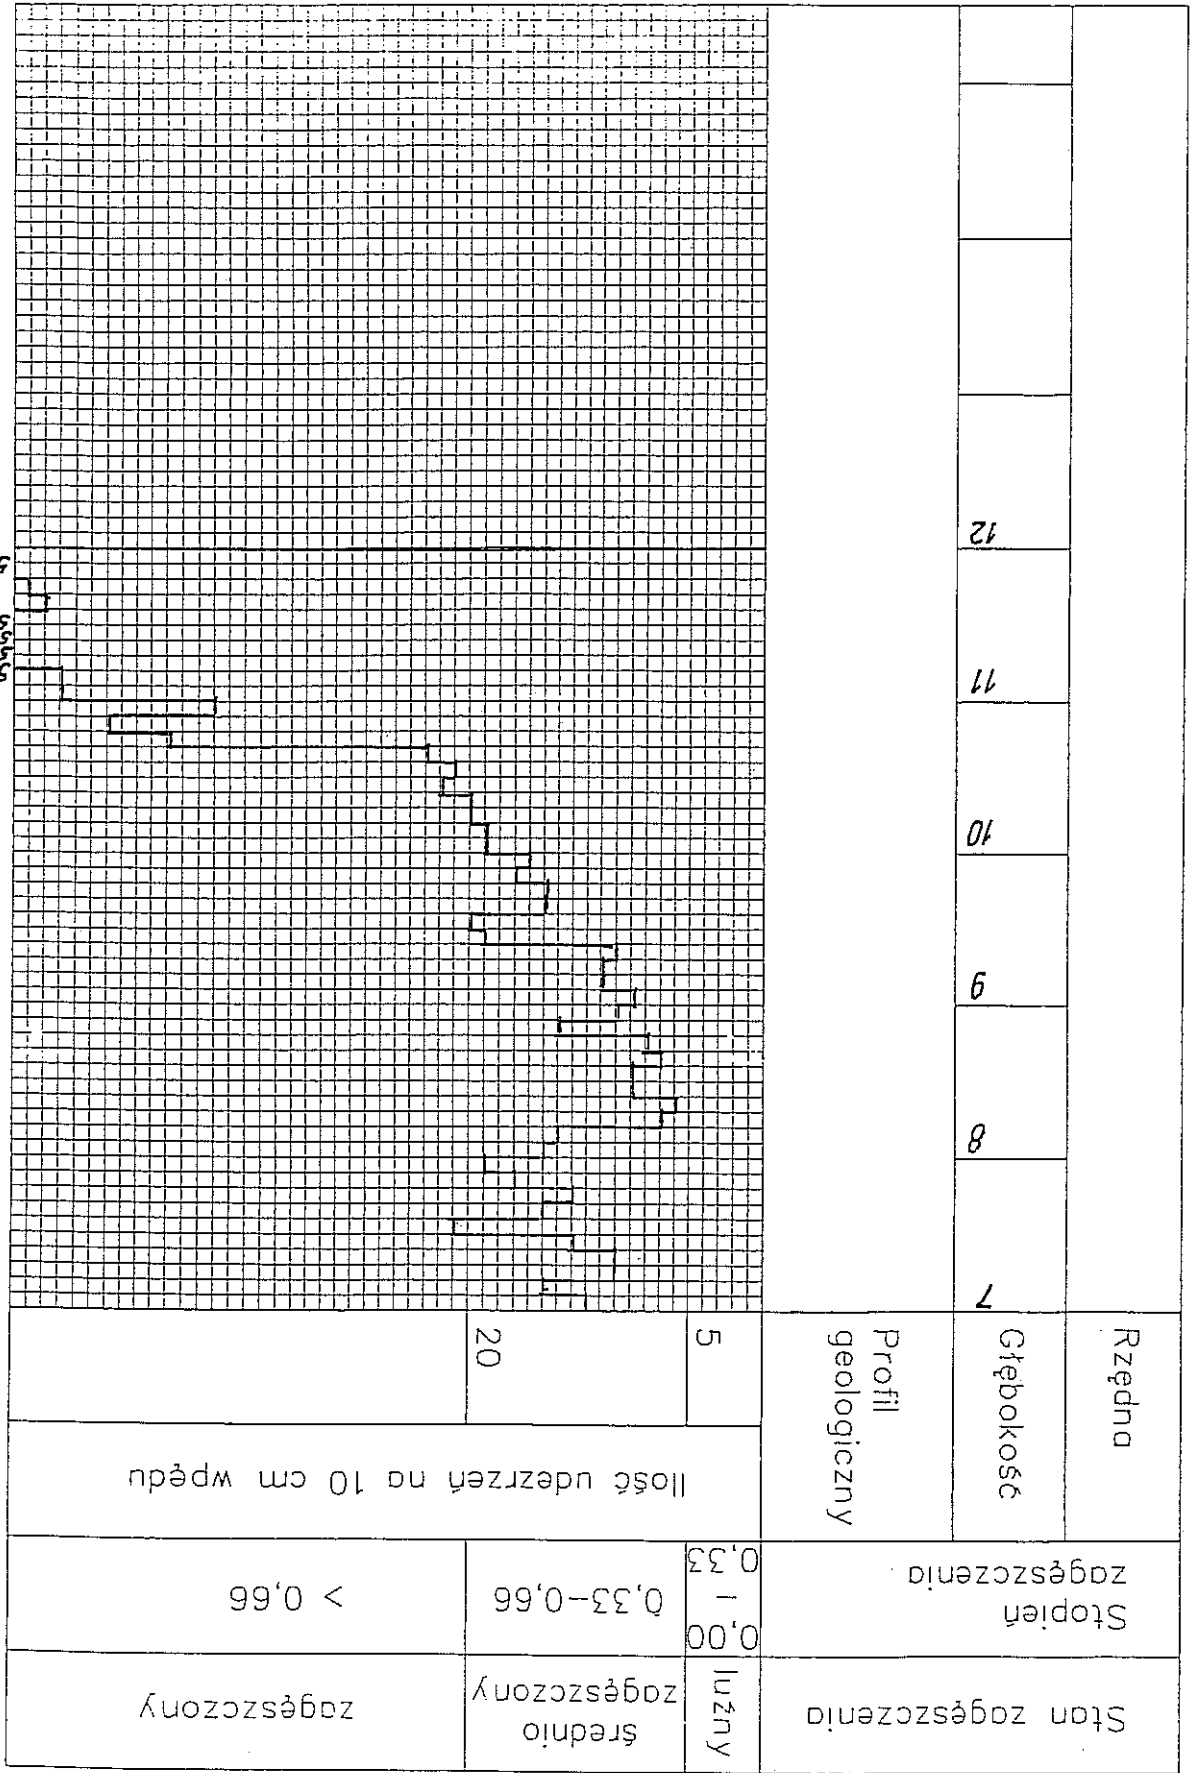 Stan zagęszczenia
luźny
średnio
zagęszczony
zagęszczony
Stopień
zagęszczenia
0,00
–
0,33
0,33-0,66
> 0,66
Rzędna
Głębokość
Profil
geologiczny
Ilość uderzeń na 10 cm wpędu
5
20
7
8
9
10
11
12